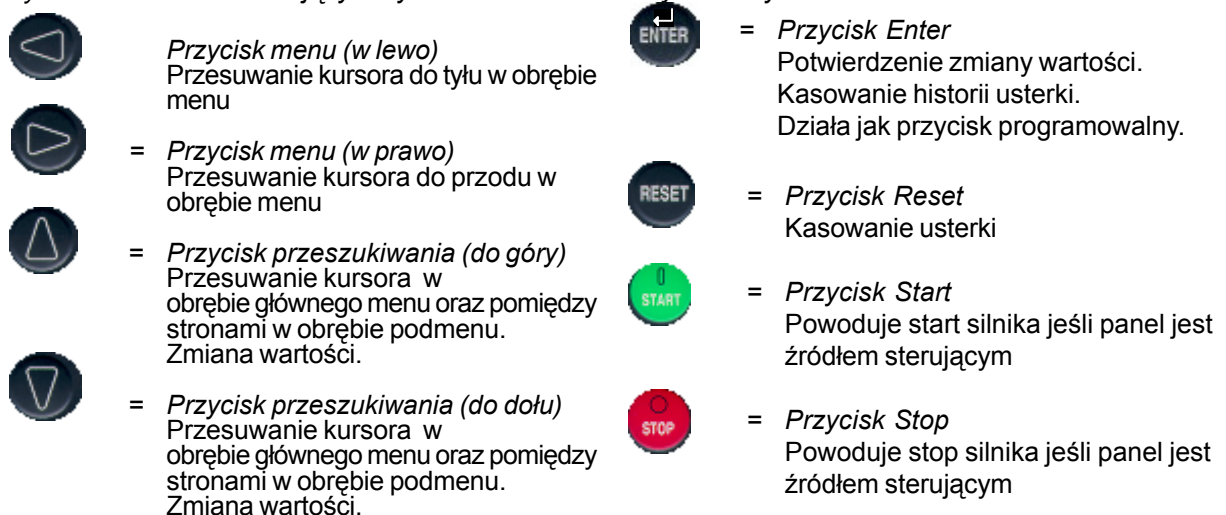 Przycisk menu (w lewo)
Przesuwanie kursora do tyłu w obrębie
menu
= Przycisk menu (w prawo)
Przesuwanie kursora do przodu w
obrębie menu
= Przycisk przeszukiwania (do góry)
Przesuwanie kursora w
obrębie głównego menu oraz pomiędzy
stronami w obrębie podmenu.
Zmiana wartości.
= Przycisk przeszukiwania (do dołu)
Przesuwanie kursora w
obrębie głównego menu oraz pomiędzy
stronami w obrębie podmenu.
Zmiana wartości.
ENTER
= Przycisk Enter
Potwierdzenie zmiany wartości.
Kasowanie historii usterki.
Działa jak przycisk programowalny.
RESET
= Przycisk Reset
Kasowanie usterki
START
= Przycisk Start
Powoduje start silnika jeśli panel jest
źródłem sterującym
STOP
= Przycisk Stop
Powoduje stop silnika jeśli panel jest
źródłem sterującym